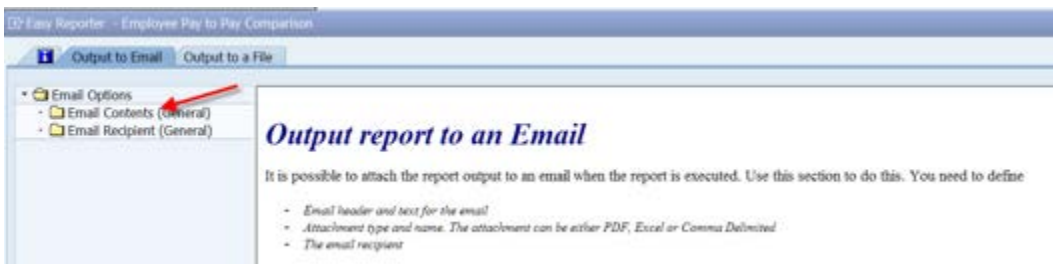 Easy Reporter - Employee Pay to Pay Comparison
Output to Email Output to a File
Email Options
Email Contents (General)
Email Recipient (General)
Output report to an Email
It is possible to attach the report output to an email when the report is executed. Use this section to do this. You need to define
- Email header and text for the email
- Attachment type and name. The attachment can be either PDF, Excel or Comma Delimited
- The email recipient